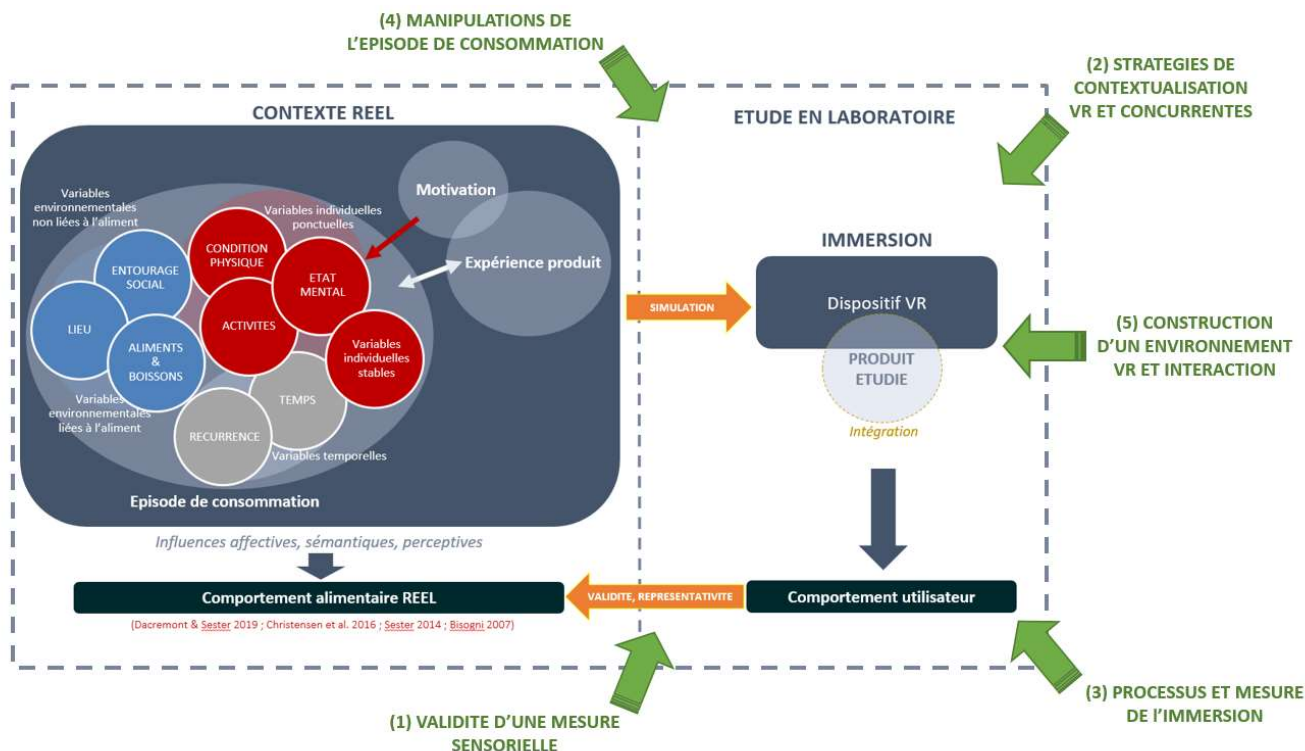 (4) MANIPULATIONS DE
L'EPISODE DE CONSOMMATION
(2) STRATEGIES DE
CONTEXTUALISATION
VR ET CONCURRENTES
CONTEXTE REEL
ETUDE EN LABORATOIRE
Variables
environnementales
non liées à l'aliment
Variables individuelles
ponctuelles
Motivation
Expérience produit
CONDITION
PHYSIQUE
ENTOURAGE
SOCIAL
ETAT
MENTAL
LIEU
ACTIVITES
ALIMENTS
&
BOISSONS
Variables
individuelles
stables
Variables
environnementales
liées à l'aliment
TEMPS
RECURRENCE
Variables temporelles
Episode de consommation
SIMULATION
IMMERSION
Dispositif VR
PRODUIT
ETUDIE
Intégration
(5) CONSTRUCTION
D'UN ENVIRONNEMENT
VR ET INTERACTION
Influences affectives, sémantiques, perceptives
Comportement alimentaire REEL
VALIDITE, REPRESENTATIVITE
Comportement utilisateur
(Dacremont & Sester 2019 ; Christensen et al. 2016 ; Sester 2014 ; Bisogni 2007)
(1) VALIDITE D'UNE MESURE
SENSORIELLE
(3) PROCESSUS ET MESURE
DE l'IMMERSION